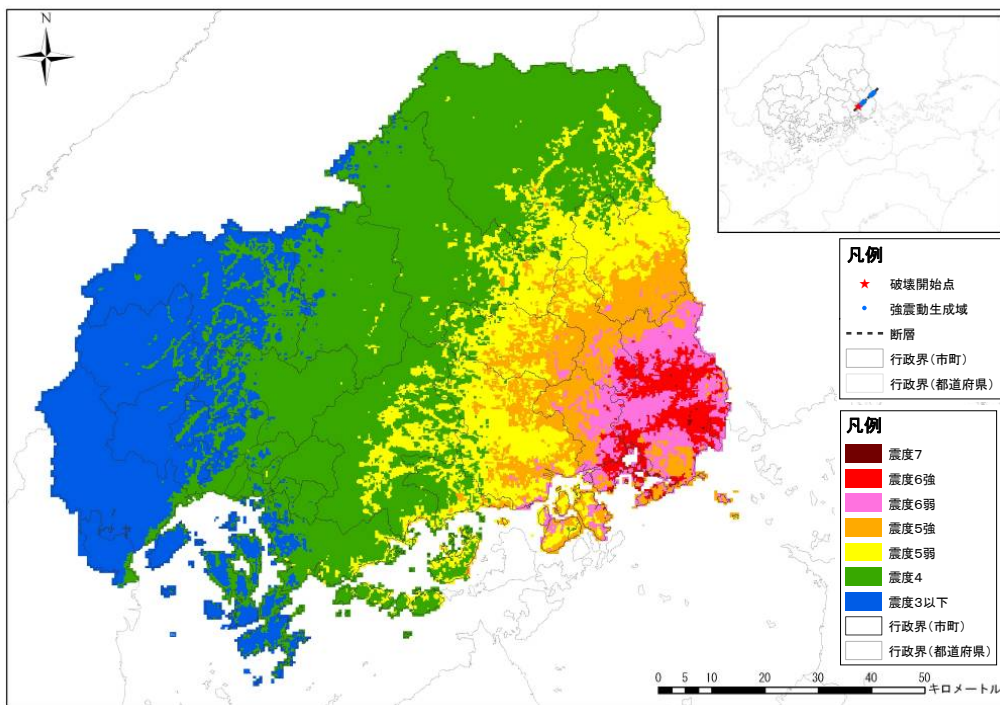 N
凡例
破壊開始点
強震動生成域
断層
行政界(市町)
行政界(都道府県)
凡例
震度7
震度6強
震度6弱
震度5強
震度5弱
震度4
震度3以下
行政界(市町)
行政界(都道府県)
0 5 10 20 30 40 50
キロメートル